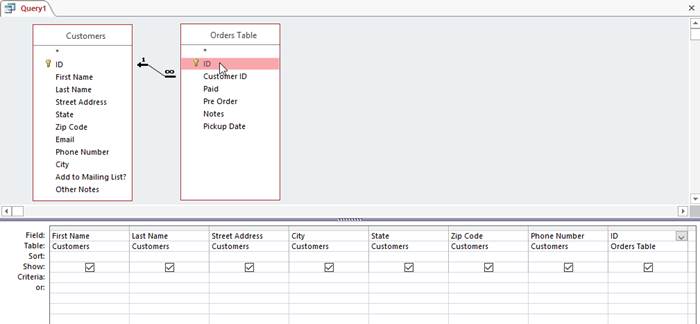 Query1
Customers
*
ID
First Name
Last Name
Street Address
State
Zip Code
Email
Phone Number
City
Add to Mailing List?
Other Notes
1
∞
Orders Table
*
ID
Customer ID
Paid
Pre Order
Notes
Pickup Date
Field: First Name Last Name Street Address City State Zip Code Phone Number ID
Table: Customers Customers Customers Customers Customers Customers Customers Orders Table
Sort:
Show:
Criteria:
or: